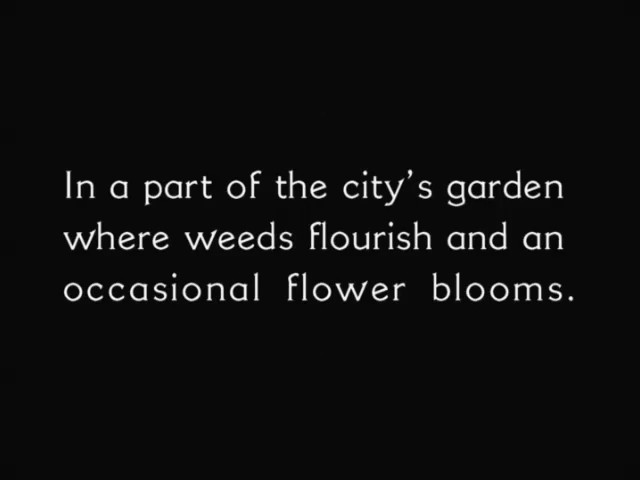 In a part of the city’s garden
where weeds flourish and an
occasional flower blooms.